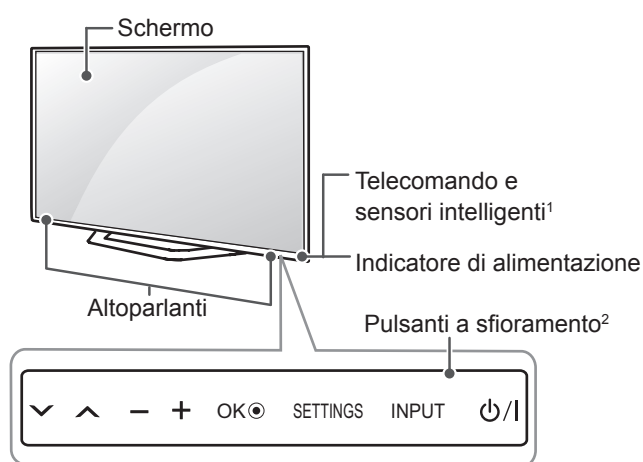 Schermo
Telecomando e
sensori intelligenti¹
Indicatore di alimentazione
Altoparlanti
Pulsanti a sfioramento²
− + OK⦿ SETTINGS INPUT ⏻/I